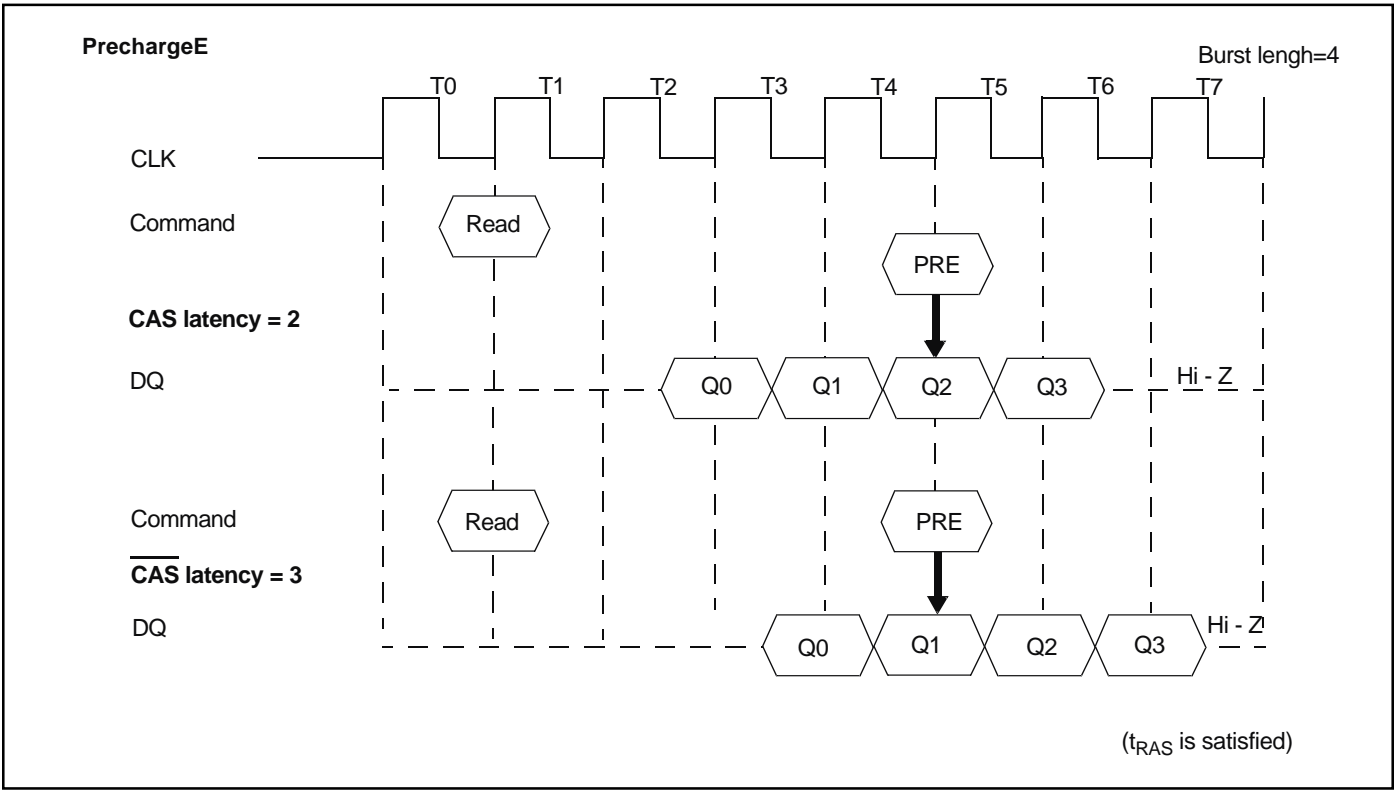 PrechargeE
Burst lengh=4
T0 T1 T2 T3 T4 T5 T6 T7
CLK
Command Read
PRE
CAS latency = 2
DQ Q0 Q1 Q2 Q3 Hi - Z
Command Read PRE
CAS latency = 3
DQ Q0 Q1 Q2 Q3 Hi - Z
(tRAS is satisfied)